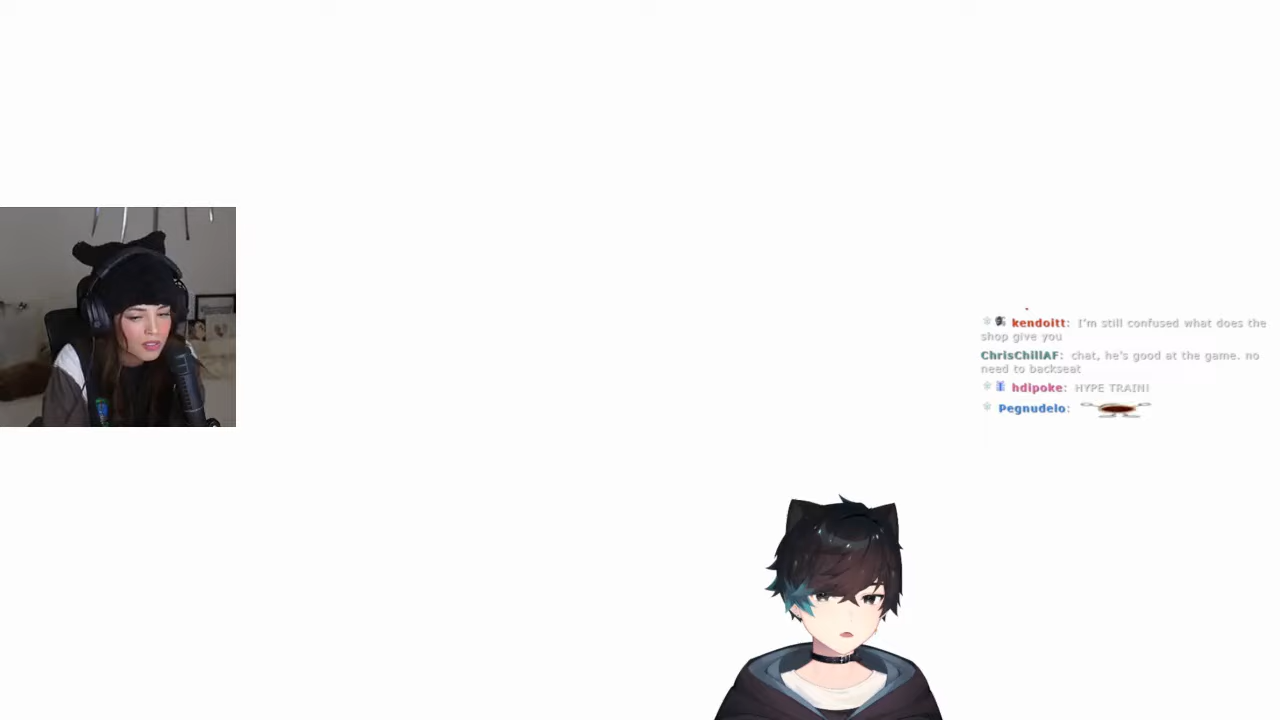 kendoitt: I'm still confused what does the
shop give you
ChrisChillAF: chat, he's good at the game. no
need to backseat
hdipoke: HYPE TRAIN!
Pegnudelo: